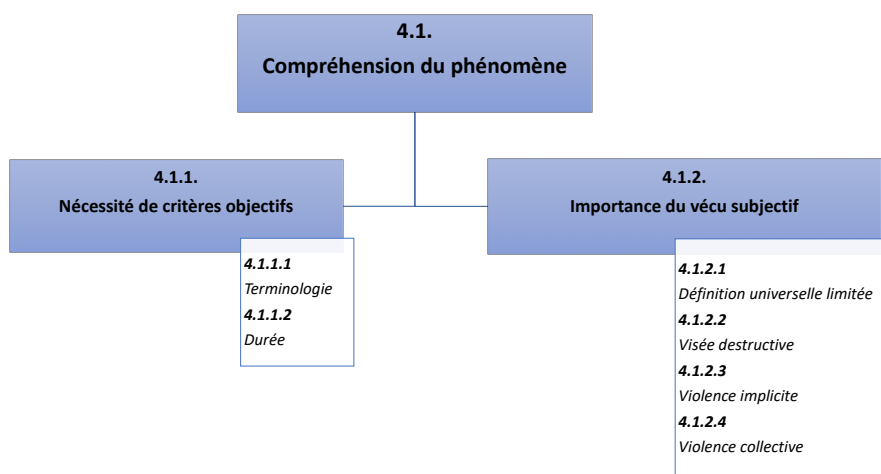 4.1.
Compréhension du phénomène
4.1.1.
Nécessité de critères objectifs
4.1.1.1
Terminologie
4.1.1.2
Durée
4.1.2.
Importance du vécu subjectif
4.1.2.1
Définition universelle limitée
4.1.2.2
Visée destructive
4.1.2.3
Violence implicite
4.1.2.4
Violence collective